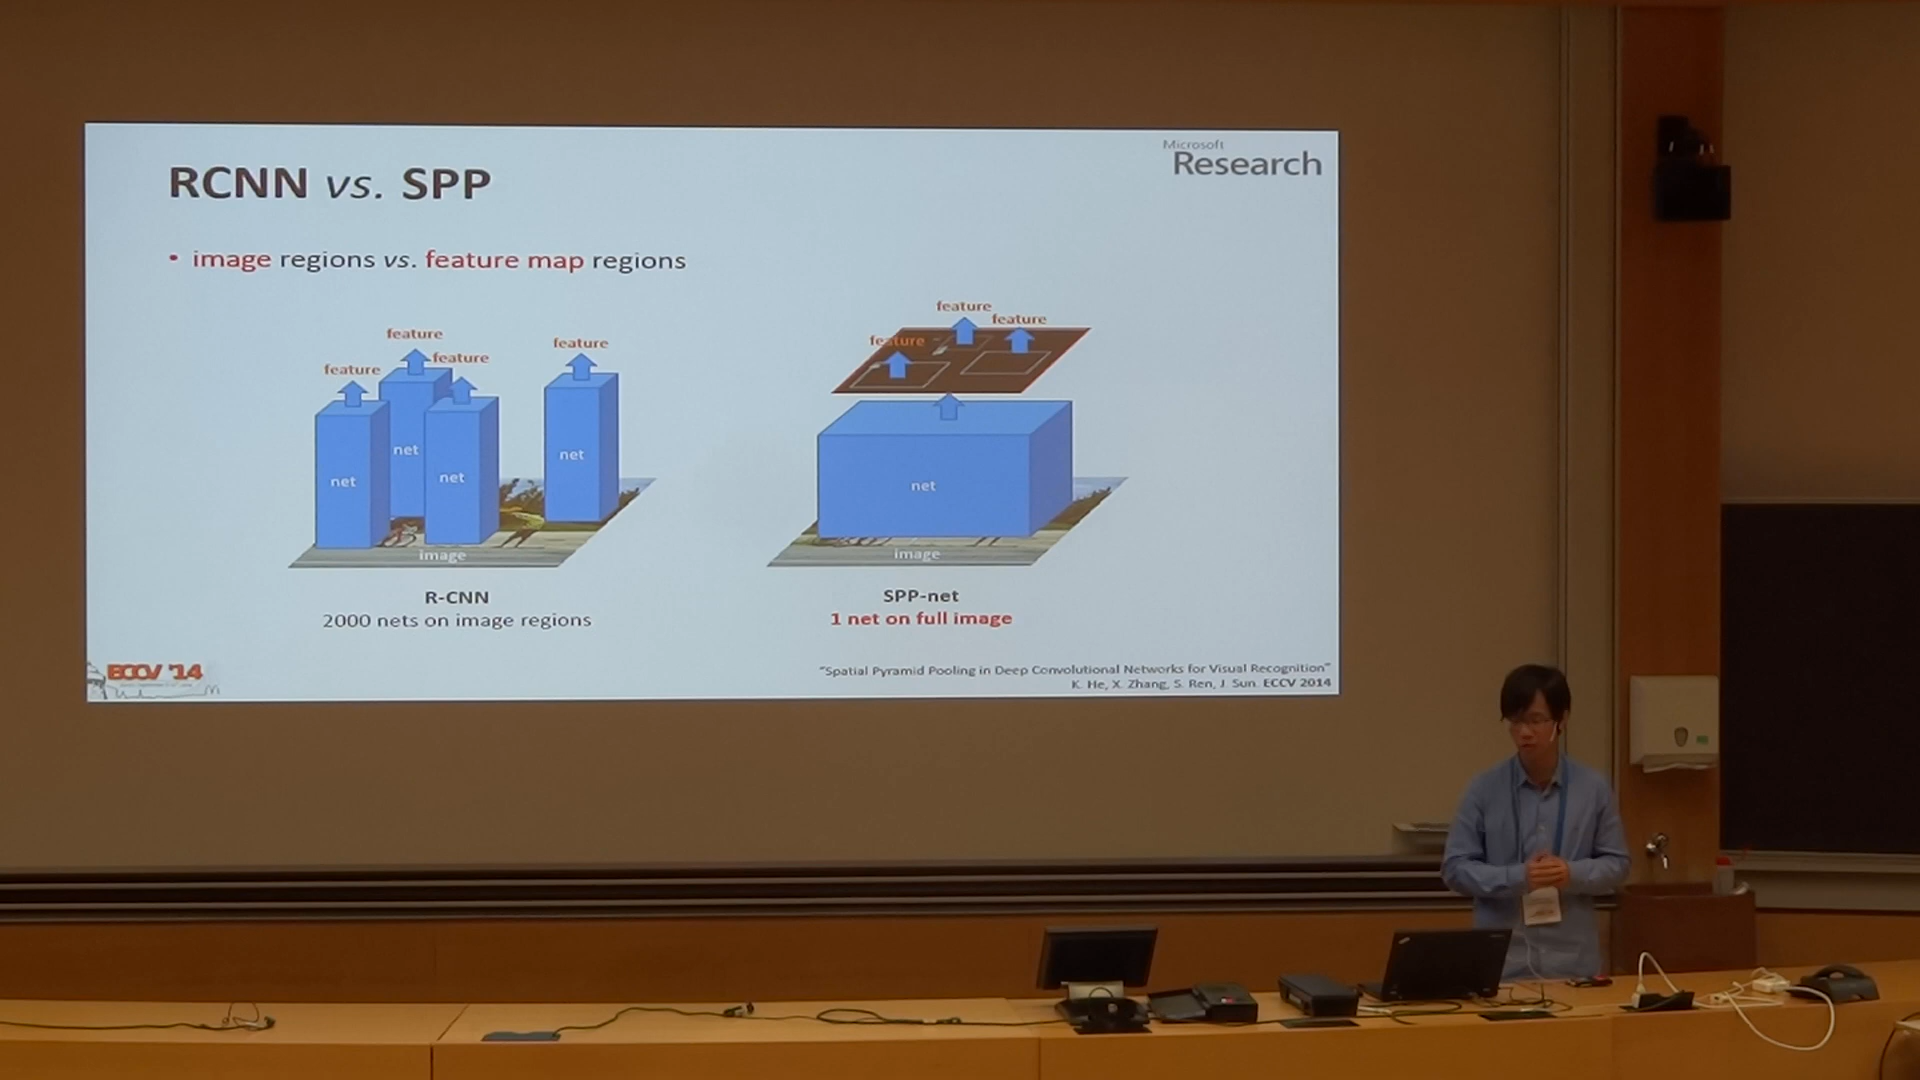 Microsoft
Research
RCNN vs. SPP
• image regions vs. feature map regions
feature
feature
feature
feature
net
net
net
net
image
R-CNN
2000 nets on image regions
feature
feature
feature
net
image
SPP-net
1 net on full image
ECCV '14
"Spatial Pyramid Pooling in Deep Convolutional Networks for Visual Recognition"
K. He, X. Zhang, S. Ren, J. Sun. ECCV 2014